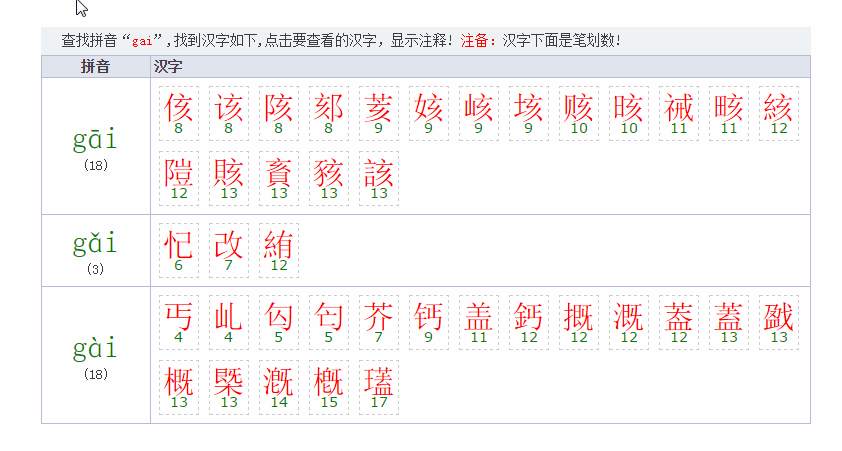 查找拼音“gai”,找到汉字如下,点击要查看的汉字，显示注释! 注备：汉字下面是笔划数!
拼音 汉字
gāi
(18)
侅 该 陔 郂 荄 姟 峐 垓 赅 晐 祴 畡 絯
8 8 8 8 9 9 9 9 10 10 11 11 12
隑 賅 賌 豥 該
12 13 13 13 13
gǎi
(3)
忋 改 絠
6 7 12
gài
(18)
丐 乢 匃 匄 芥 钙 盖 鈣 摡 溉 葢 蓋 戤
4 4 5 5 7 9 11 12 12 12 12 13 13
概 槩 漑 槪 瓂
13 13 14 15 17